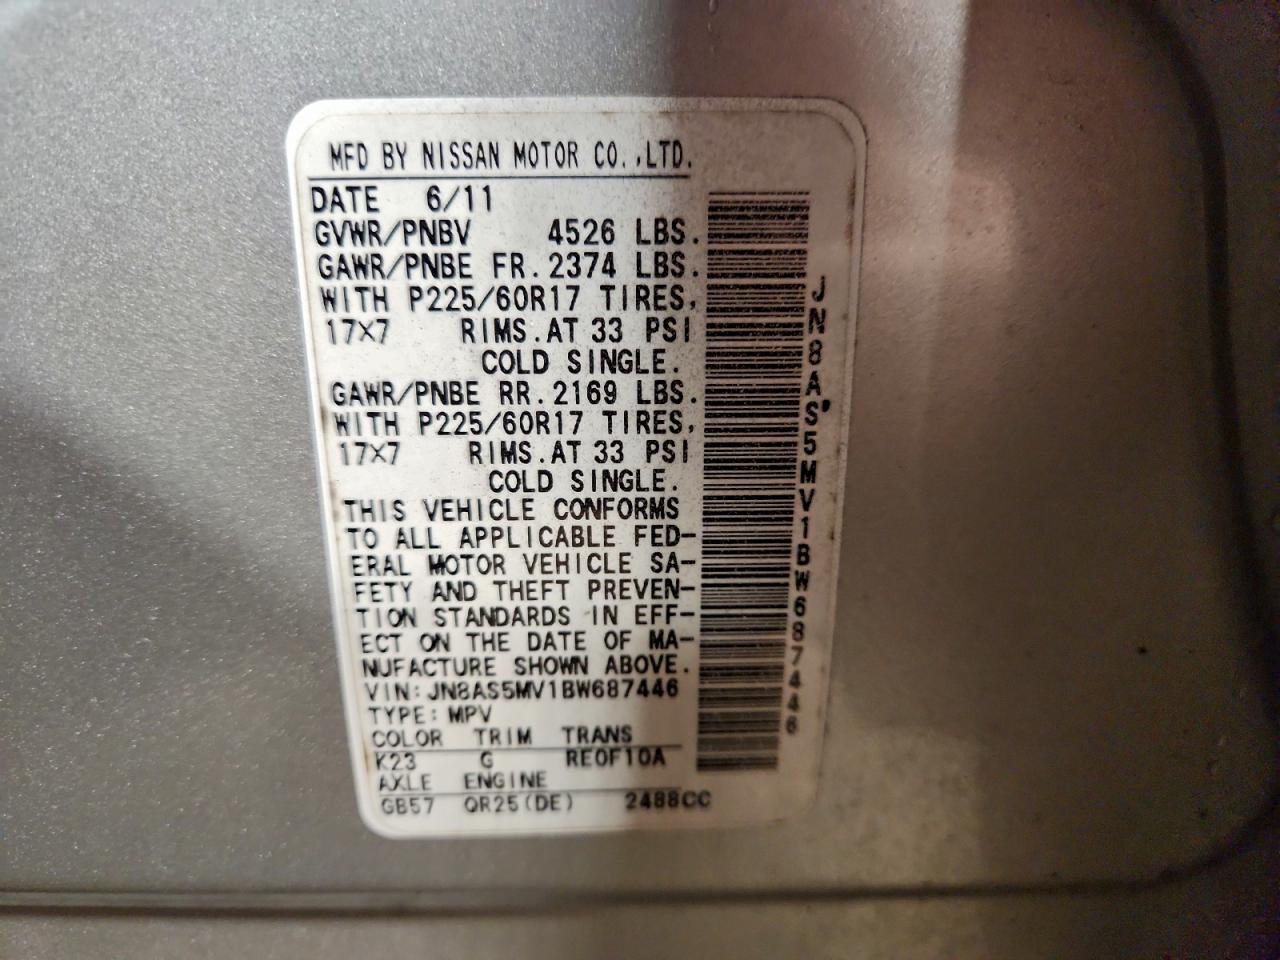 MFD BY NISSAN MOTOR CO.,LTD.
DATE 6/11
GVWR/PNBV 4526 LBS.
GAWR/PNBE FR.2374 LBS.
WITH P225/60R17 TIRES,
17×7 RIMS.AT 33 PSI
COLD SINGLE.
GAWR/PNBE RR.2169 LBS.
WITH P225/60R17 TIRES,
17×7 RIMS.AT 33 PSI
COLD SINGLE.
THIS VEHICLE CONFORMS
TO ALL APPLICABLE FED-
ERAL MOTOR VEHICLE SA-
FETY AND THEFT PREVEN-
TION STANDARDS IN EFF-
ECT ON THE DATE OF MA-
NUFACTURE SHOWN ABOVE.
VIN:JN8AS5MV1BW687446
TYPE:MPV
COLOR TRIM TRANS
K23 G RE0F10A
AXLE ENGINE
GB57 QR25(DE) 2488CC
JN8AS5MV1BW687446